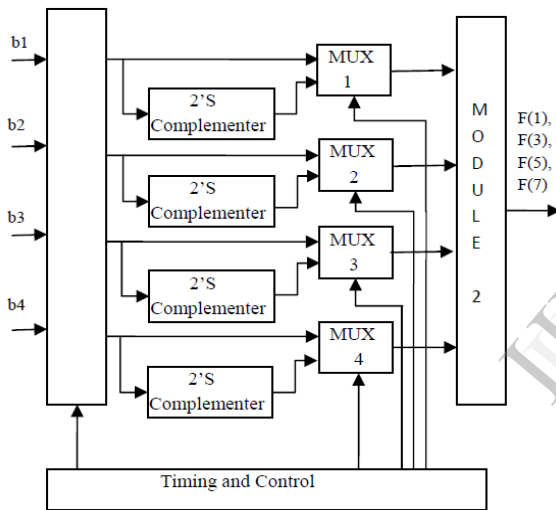 b1
b2
b3
b4
2'S
Complementer
2'S
Complementer
2'S
Complementer
2'S
Complementer
MUX
1
MUX
2
MUX
3
MUX
4
M
O
D
U
L
E
2
F(1),
F(3),
F(5),
F(7)
Timing and Control